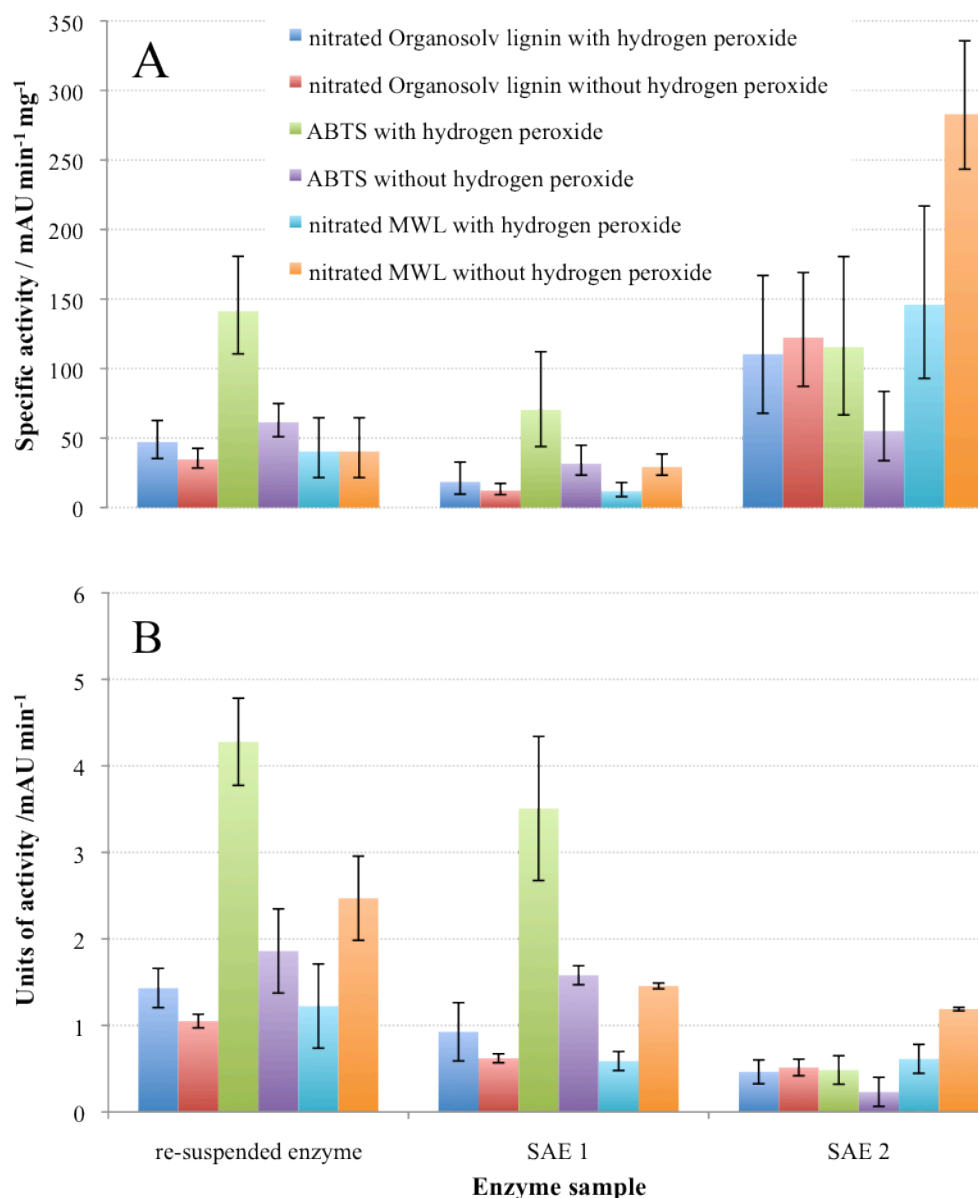 A
Specific activity / mAU min⁻¹ mg⁻¹
350
300
250
200
150
100
50
0
nitrated Organosolv lignin with hydrogen peroxide
nitrated Organosolv lignin without hydrogen peroxide
ABTS with hydrogen peroxide
ABTS without hydrogen peroxide
nitrated MWL with hydrogen peroxide
nitrated MWL without hydrogen peroxide
B
Units of activity /mAU min⁻¹
6
5
4
3
2
1
0
re-suspended enzyme SAE 1 SAE 2
Enzyme sample